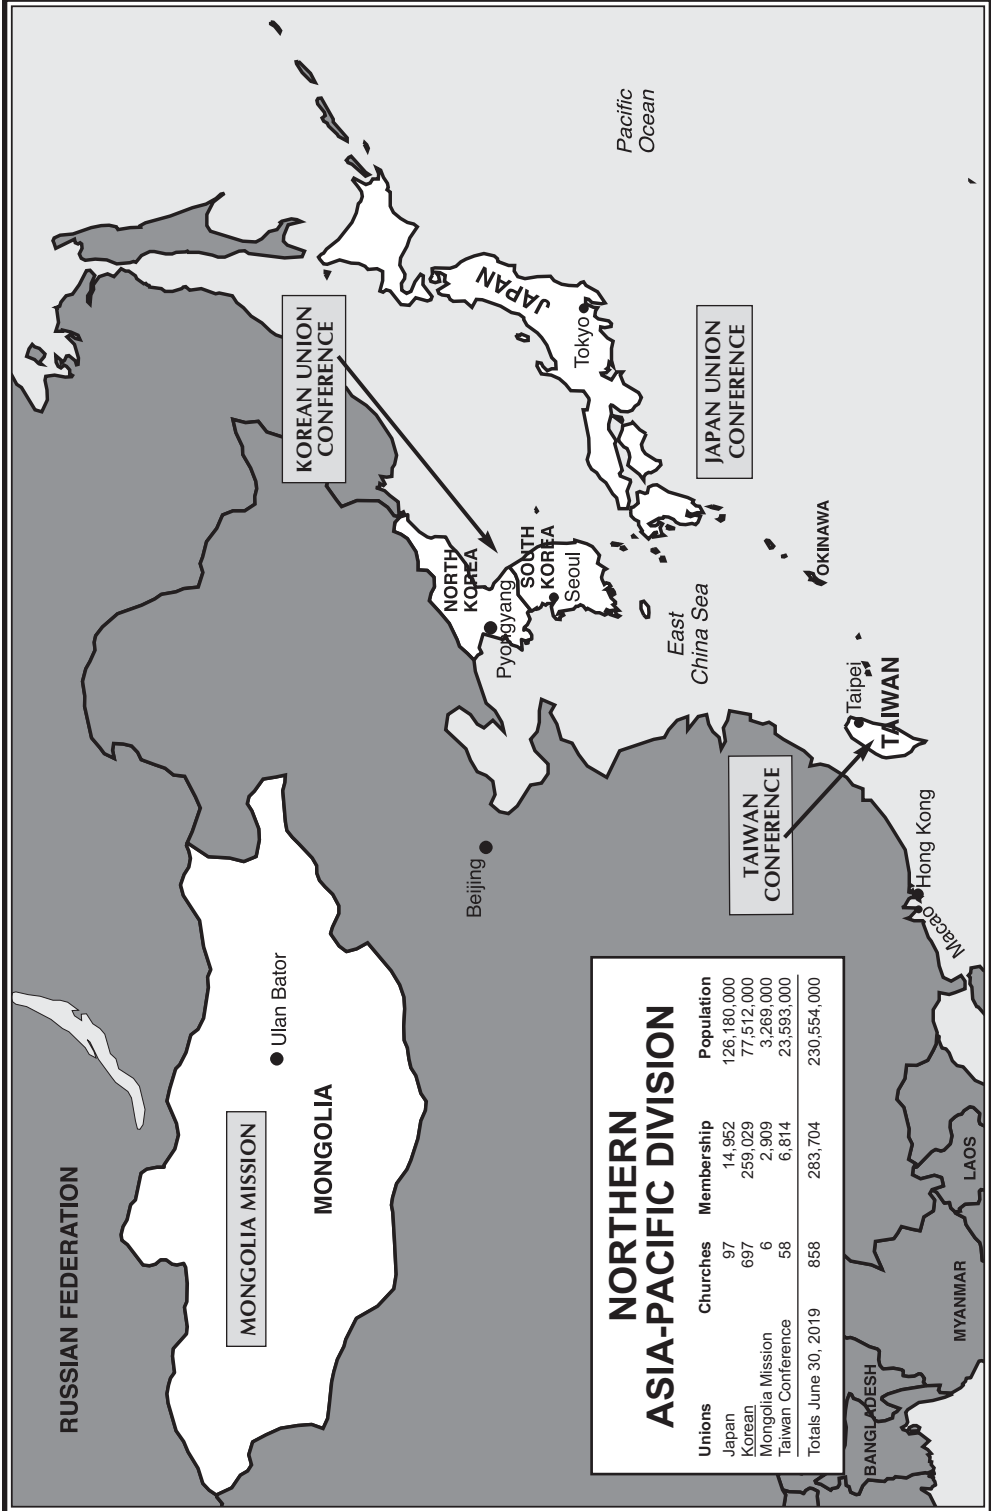 RUSSIAN FEDERATION
MONGOLIA MISSION
MONGOLIA
Ulan Bator
Beijing
KOREAN UNION
CONFERENCE
NORTH
KOREA
Pyongyang
SOUTH
KOREA
Seoul
JAPAN
Tokyo
JAPAN UNION
CONFERENCE
Pacific
Ocean
East
China Sea
OKINAWA
Taipei
TAIWAN
TAIWAN
CONFERENCE
Hong Kong
Macao
LAOS
MYANMAR
BANGLADESH
NORTHERN
ASIA-PACIFIC DIVISION
Unions Churches Membership Population
Japan 97 14,952 126,180,000
Korean 697 259,029 77,512,000
Mongolia Mission 6 2,909 3,269,000
Taiwan Conference 58 6,814 23,593,000
Totals June 30, 2019 858 283,704 230,554,000